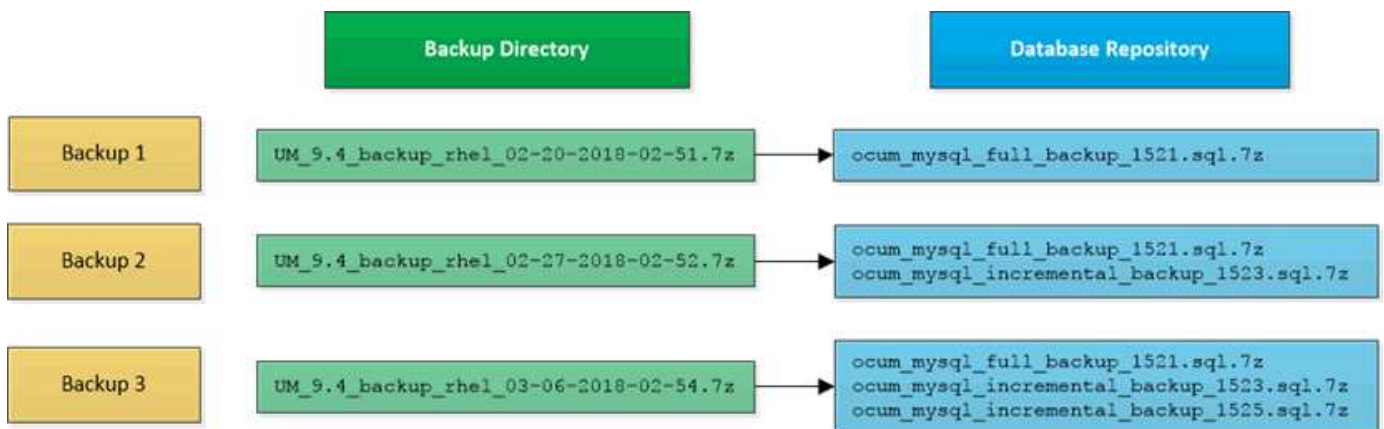 Backup Directory
Database Repository
Backup 1
UM_9.4_backup_rhel_02-20-2018-02-51.7z
ocum_mysql_full_backup_1521.sql.7z
Backup 2
UM_9.4_backup_rhel_02-27-2018-02-52.7z
ocum_mysql_full_backup_1521.sql.7z
ocum_mysql_incremental_backup_1523.sql.7z
Backup 3
UM_9.4_backup_rhel_03-06-2018-02-54.7z
ocum_mysql_full_backup_1521.sql.7z
ocum_mysql_incremental_backup_1523.sql.7z
ocum_mysql_incremental_backup_1525.sql.7z